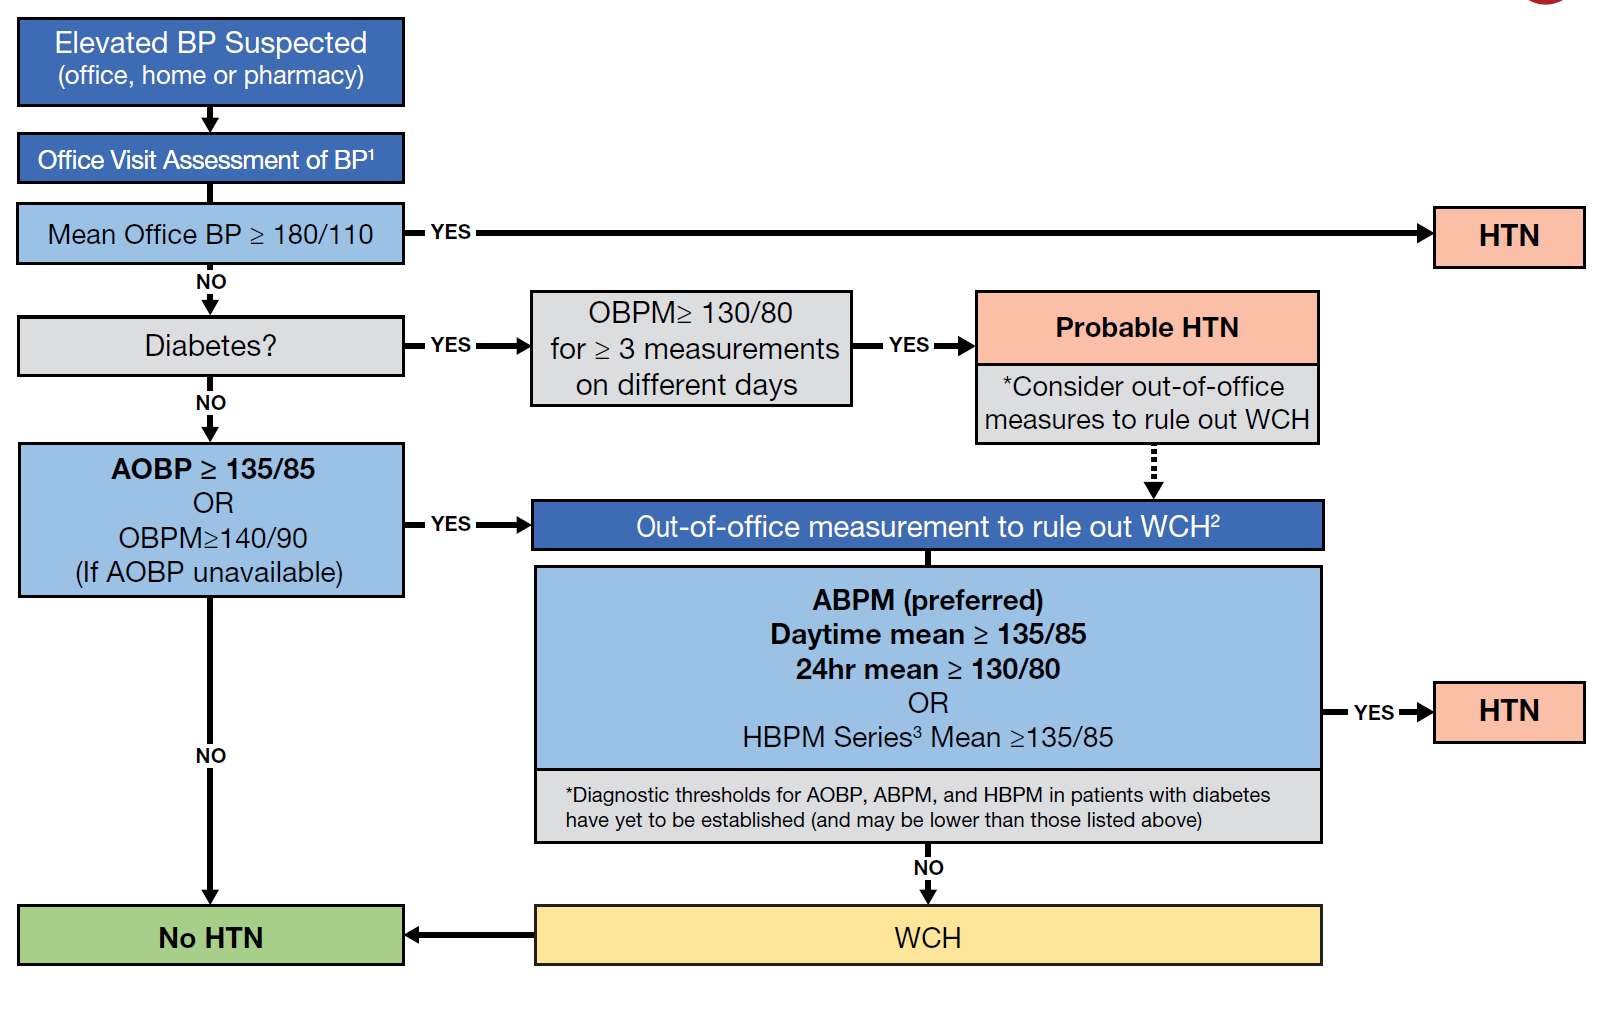 Elevated BP Suspected
(office, home or pharmacy)
Office Visit Assessment of BP¹
Mean Office BP ≥ 180/110
YES
HTN
NO
Diabetes?
YES
OBPM≥ 130/80
for ≥ 3 measurements
on different days
YES
Probable HTN
*Consider out-of-office
measures to rule out WCH
NO
AOBP ≥ 135/85
OR
OBPM≥140/90
(If AOBP unavailable)
YES
Out-of-office measurement to rule out WCH²
ABPM (preferred)
Daytime mean ≥ 135/85
24hr mean ≥ 130/80
OR
HBPM Series³ Mean ≥135/85
YES
HTN
*Diagnostic thresholds for AOBP, ABPM, and HBPM in patients with diabetes
have yet to be established (and may be lower than those listed above)
NO
NO
No HTN
WCH